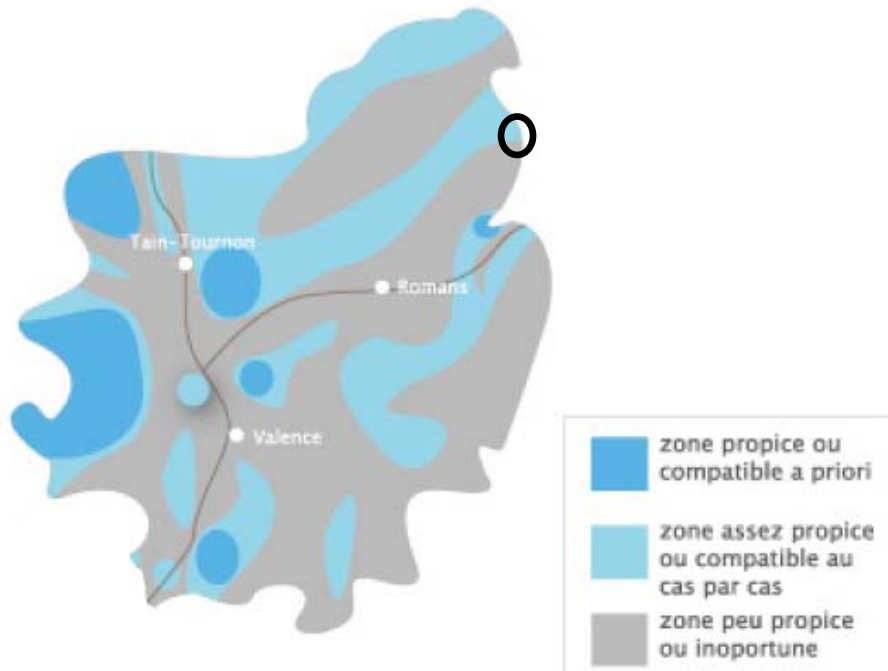 Tain-Tournon
Romans
Valence
zone propice ou
compatible a priori
zone assez propice
ou compatible au
cas par cas
zone peu propice
ou inoportune